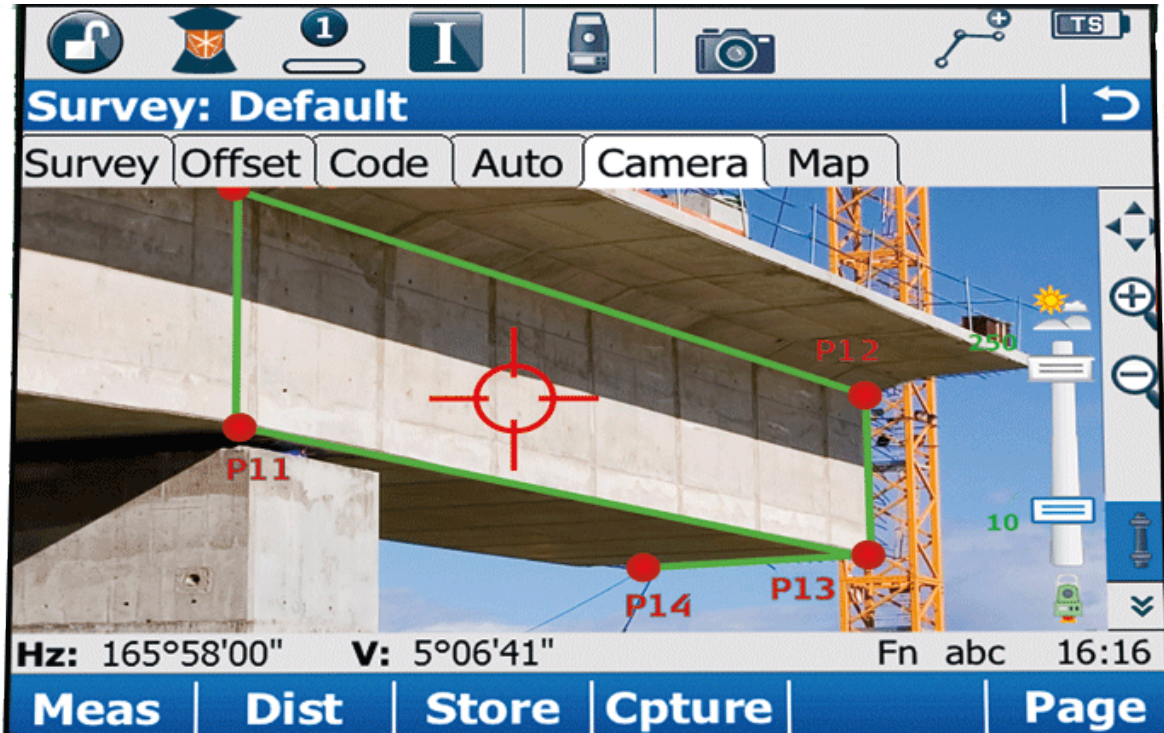 1 I TS
Survey: Default
Survey Offset Code Auto Camera Map
P12 250
P11
10
P13
P14
Hz: 165°58'00" V: 5°06'41" Fn abc 16:16
Meas Dist Store Cpture Page